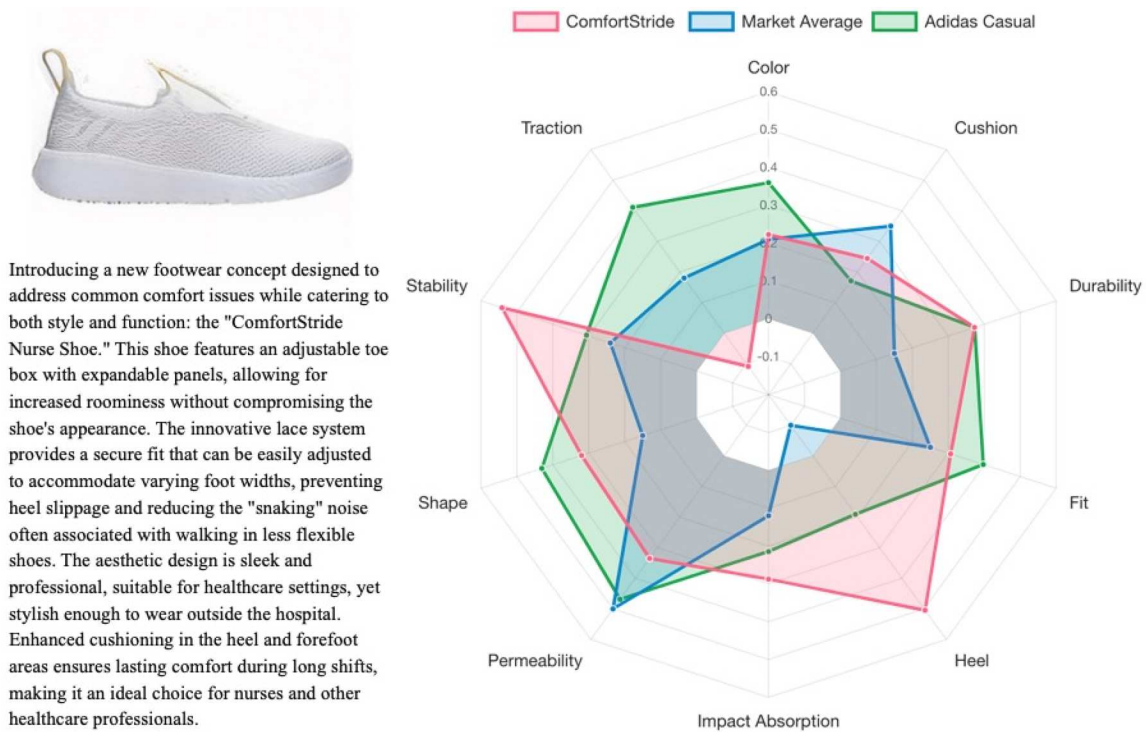 ComfortStride
Market Average
Adidas Casual
Color
0.6
0.5
0.4
0.3
0.2
0.1
0
-0.1
Cushion
Durability
Fit
Heel
Impact Absorption
Permeability
Shape
Stability
Traction
Introducing a new footwear concept designed to
address common comfort issues while catering to
both style and function: the "ComfortStride
Nurse Shoe." This shoe features an adjustable toe
box with expandable panels, allowing for
increased roominess without compromising the
shoe's appearance. The innovative lace system
provides a secure fit that can be easily adjusted
to accommodate varying foot widths, preventing
heel slippage and reducing the "snaking" noise
often associated with walking in less flexible
shoes. The aesthetic design is sleek and
professional, suitable for healthcare settings, yet
stylish enough to wear outside the hospital.
Enhanced cushioning in the heel and forefoot
areas ensures lasting comfort during long shifts,
making it an ideal choice for nurses and other
healthcare professionals.